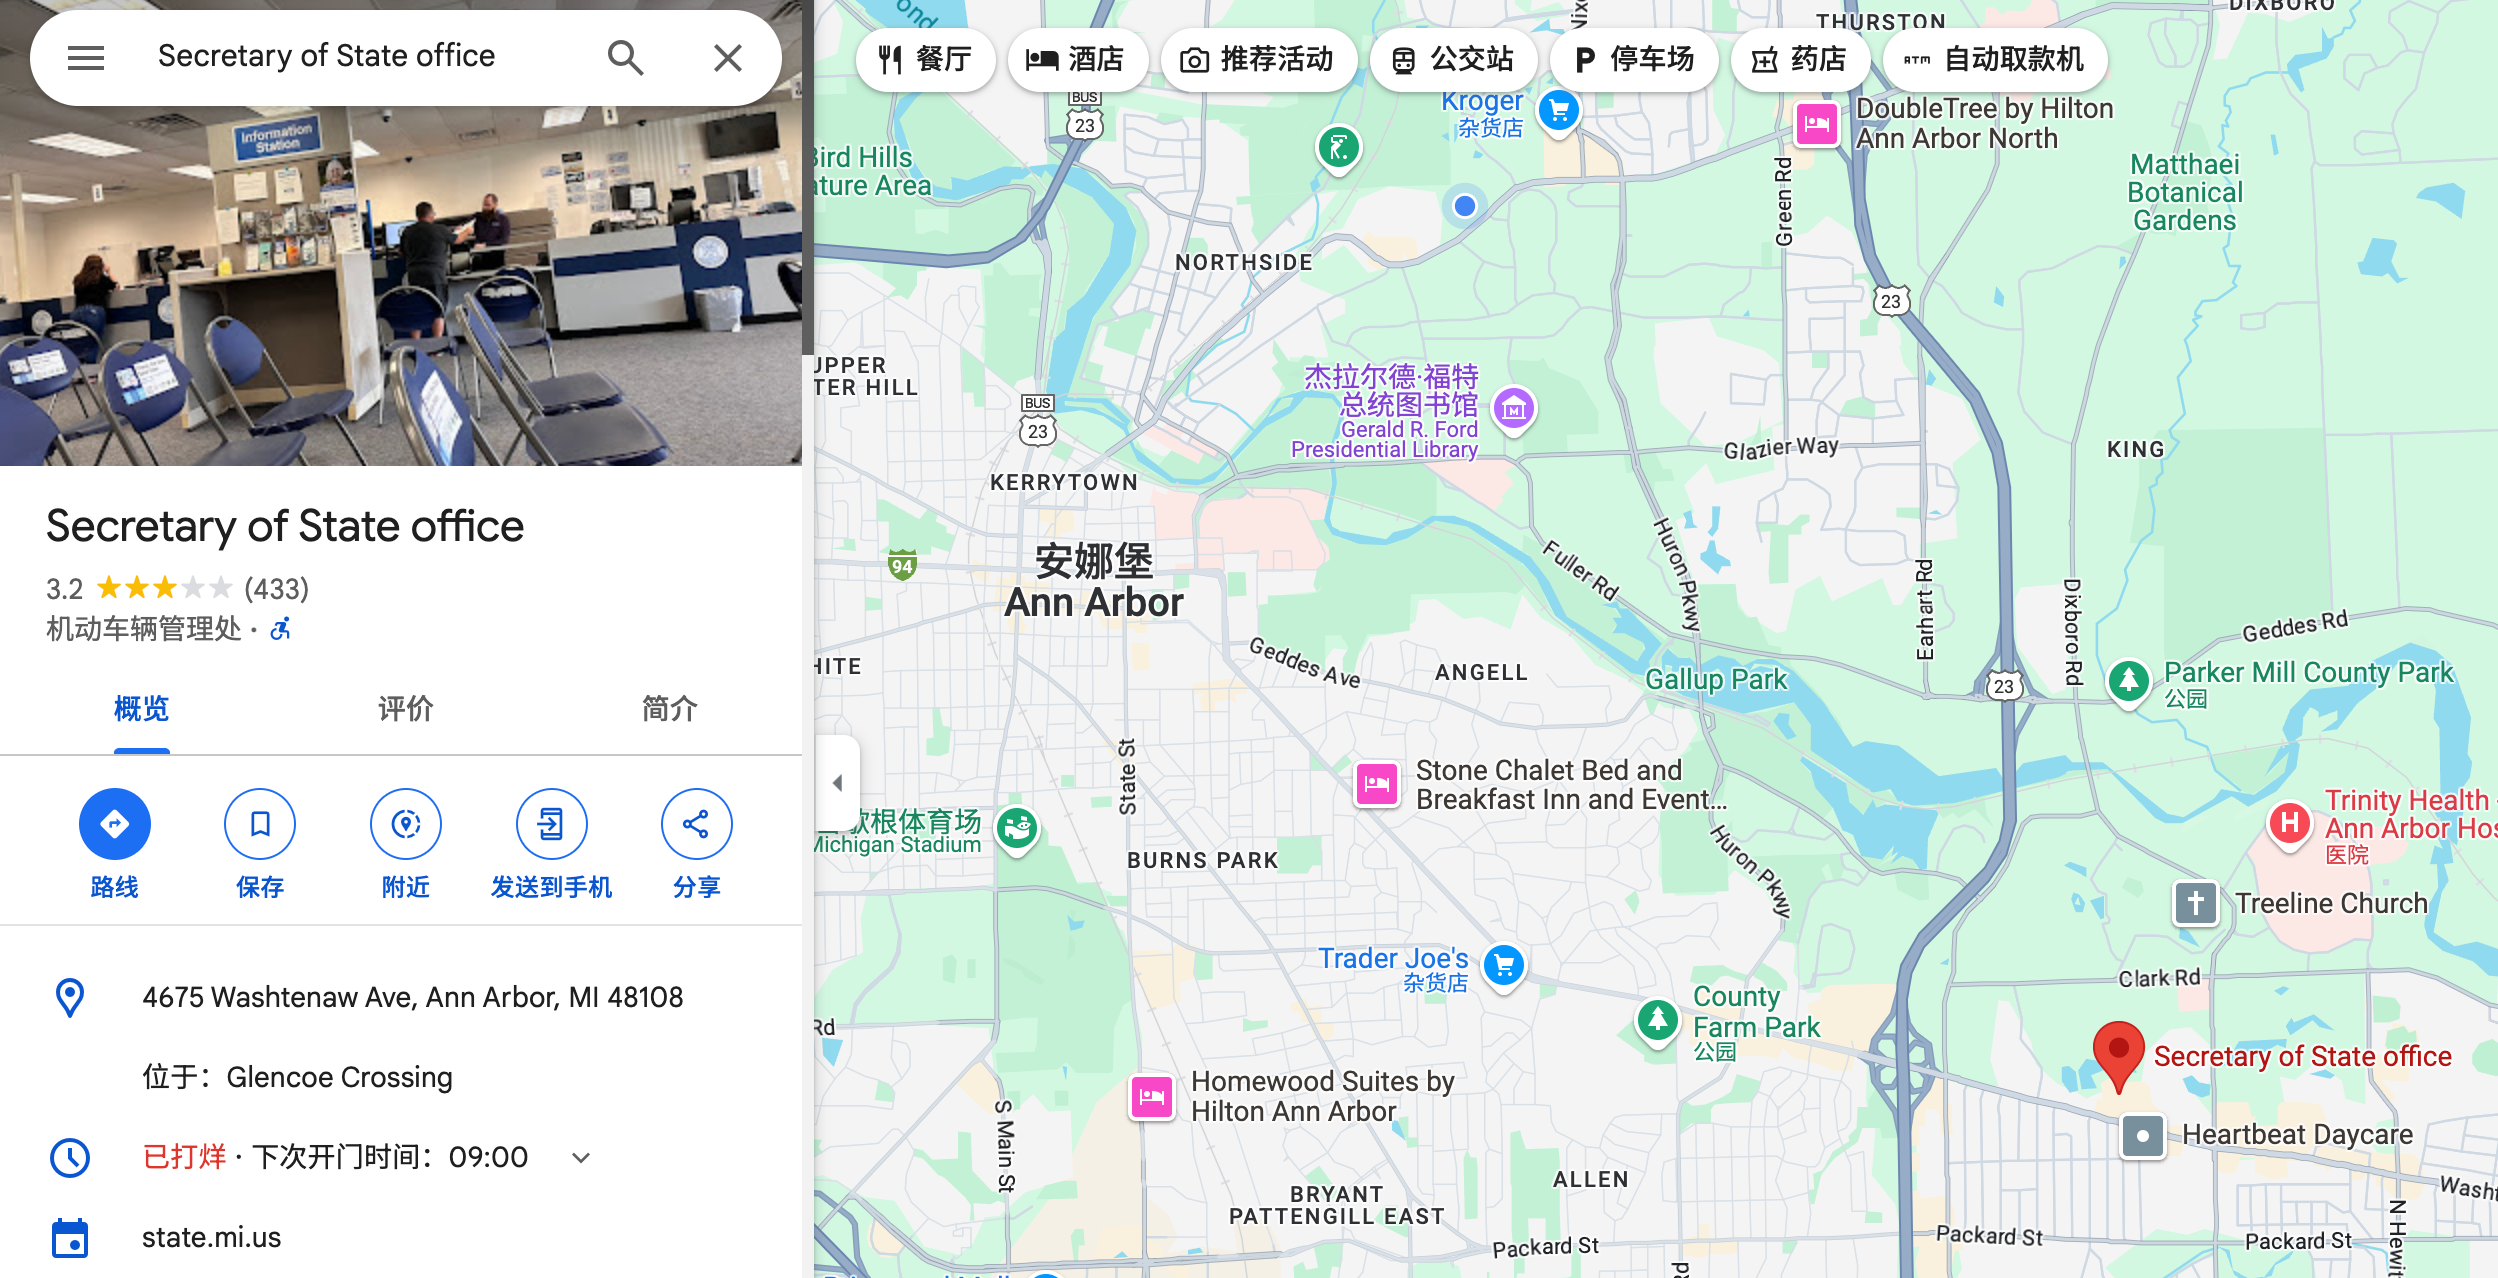 Secretary of State office
Information
Station
Secretary of State office
3.2 (433)
机动车辆管理处 ·
概览
评价
简介
路线
保存
附近
发送到手机
分享
4675 Washtenaw Ave, Ann Arbor, MI 48108
位于：Glencoe Crossing
已打烊 · 下次开门时间：09:00
state.mi.us
餐厅
酒店
推荐活动
公交站
P 停车场
药店
ATM 自动取款机
ond
Nixo
THURSTON
DIXBORO
BUS
23
Kroger
杂货店
DoubleTree by Hilton
Ann Arbor North
Bird Hills
ature Area
Green Rd
Matthaei
Botanical
Gardens
NORTHSIDE
23
UPPER
TER HILL
杰拉尔德·福特
总统图书馆
Gerald R. Ford
Presidential Library
BUS
23
Glazier Way
KING
KERRYTOWN
94
安娜堡
Ann Arbor
Fuller Rd
Huron Pkwy
Earhart Rd
Dixboro Rd
Geddes Rd
HITE
Geddes Ave
ANGELL
Gallup Park
23
Parker Mill County Park
公园
State St
Stone Chalet Bed and
Breakfast Inn and Event...
歇根体育场
Michigan Stadium
BURNS PARK
Huron Pkwy
H
Trinity Health
Ann Arbor Hos
医院
Treeline Church
Trader Joe's
杂货店
Clark Rd
County
Farm Park
公园
Rd
Secretary of State office
Homewood Suites by
Hilton Ann Arbor
S Main St
Heartbeat Daycare
ALLEN
BRYANT
PATTENGILL EAST
Washt
N Hewit
Packard St
Packard St
Packard St